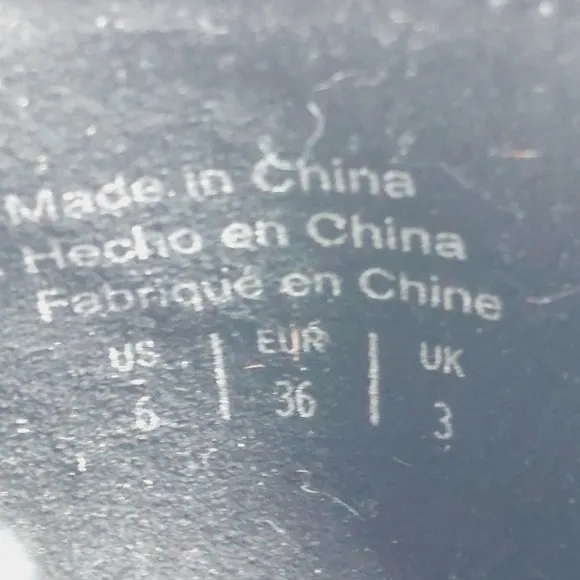 Made in China
Hecho en China
Fabriqué en Chine
US | EUR | UK
6 | 36 | 3